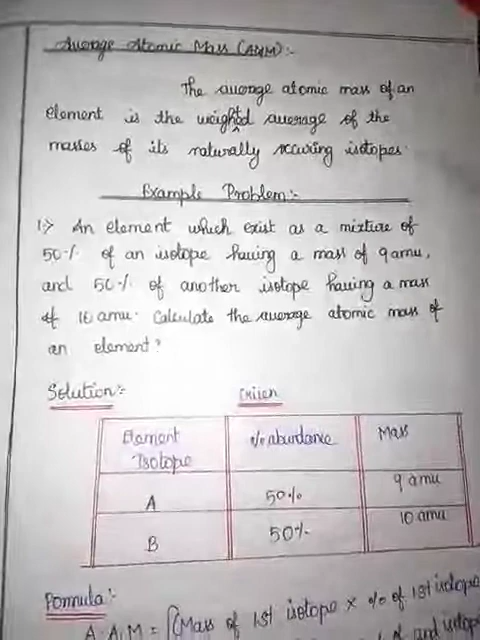 Average Atomic Mass (AAM):-
The average atomic mass of an
element is the weighted average of the
masses of its naturally occuring isotopes.
Example Problem:-
1:> An element which exist as a mixture of
50% of an isotope having a mass of 9 amu,
and 50% of another isotope having a mass
of 10 amu. Calculate the average atomic mass of
an element?
Solution:-
Given
Element Isotope % abundance Mass
A 50% 9 amu
B 50% 10 amu
Formula:-
A.A.M = [(Mass of 1st isotope x % of 1st isotope
of 2nd isotop